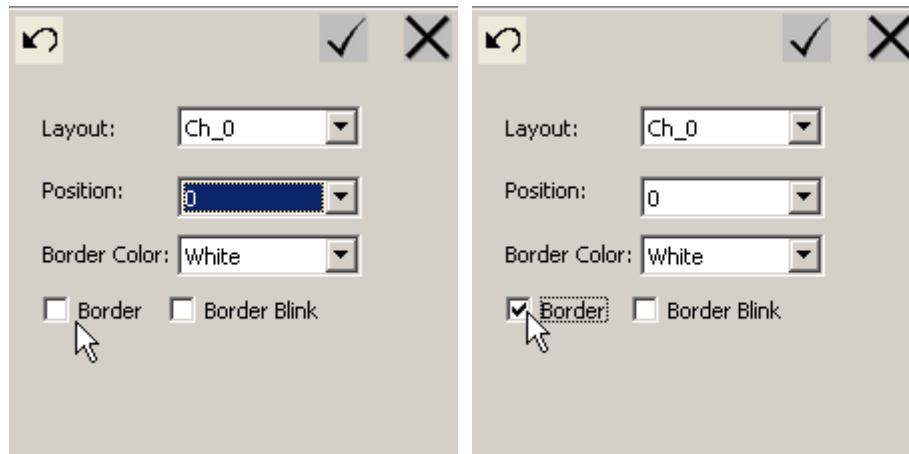 Layout: Ch_0
Position: 0
Border Color: White
Border Border Blink
Layout: Ch_0
Position: 0
Border Color: White
Border Border Blink